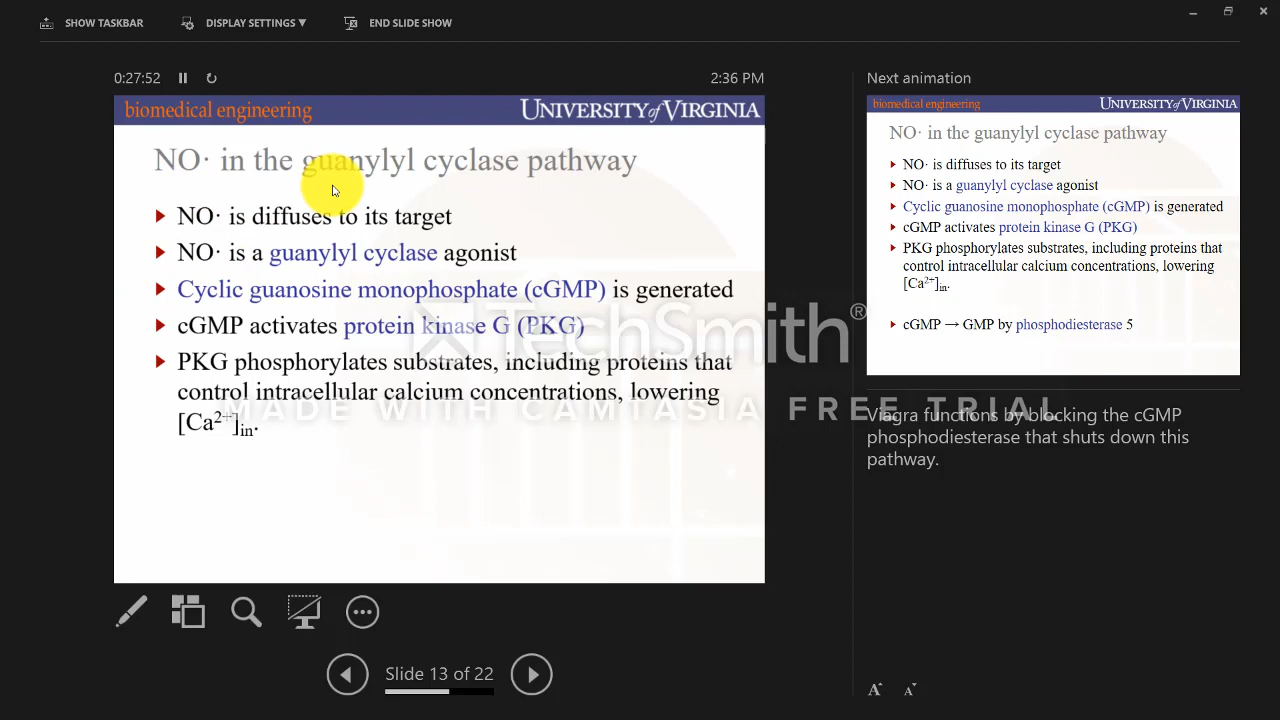 SHOW TASKBAR
DISPLAY SETTINGS ▼
END SLIDE SHOW
0:27:52
2:36 PM
biomedical engineering
UNIVERSITY of VIRGINIA
NO· in the guanylyl cyclase pathway
NO· is diffuses to its target
NO· is a guanylyl cyclase agonist
Cyclic guanosine monophosphate (cGMP) is generated
cGMP activates protein kinase G (PKG)
PKG phosphorylates substrates, including proteins that
control intracellular calcium concentrations, lowering
[Ca²⁺]in.
TechSmith®
MADE WITH CAMTASIA FREE TRIAL
Slide 13 of 22
Next animation
biomedical engineering
UNIVERSITY of VIRGINIA
NO· in the guanylyl cyclase pathway
NO· is diffuses to its target
NO· is a guanylyl cyclase agonist
Cyclic guanosine monophosphate (cGMP) is generated
cGMP activates protein kinase G (PKG)
PKG phosphorylates substrates, including proteins that
control intracellular calcium concentrations, lowering
[Ca²⁺]in.
cGMP → GMP by phosphodiesterase 5
Viagra functions by blocking the cGMP
phosphodiesterase that shuts down this
pathway.
A A